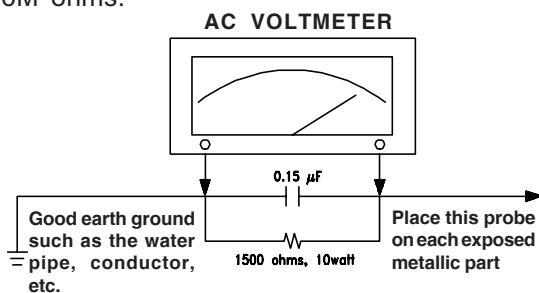 ohms.
AC VOLTMETER
0.15 μF
Good earth ground
such as the water
pipe, conductor,
etc.
1500 ohms, 10watt
Place this probe
on each exposed
metallic part